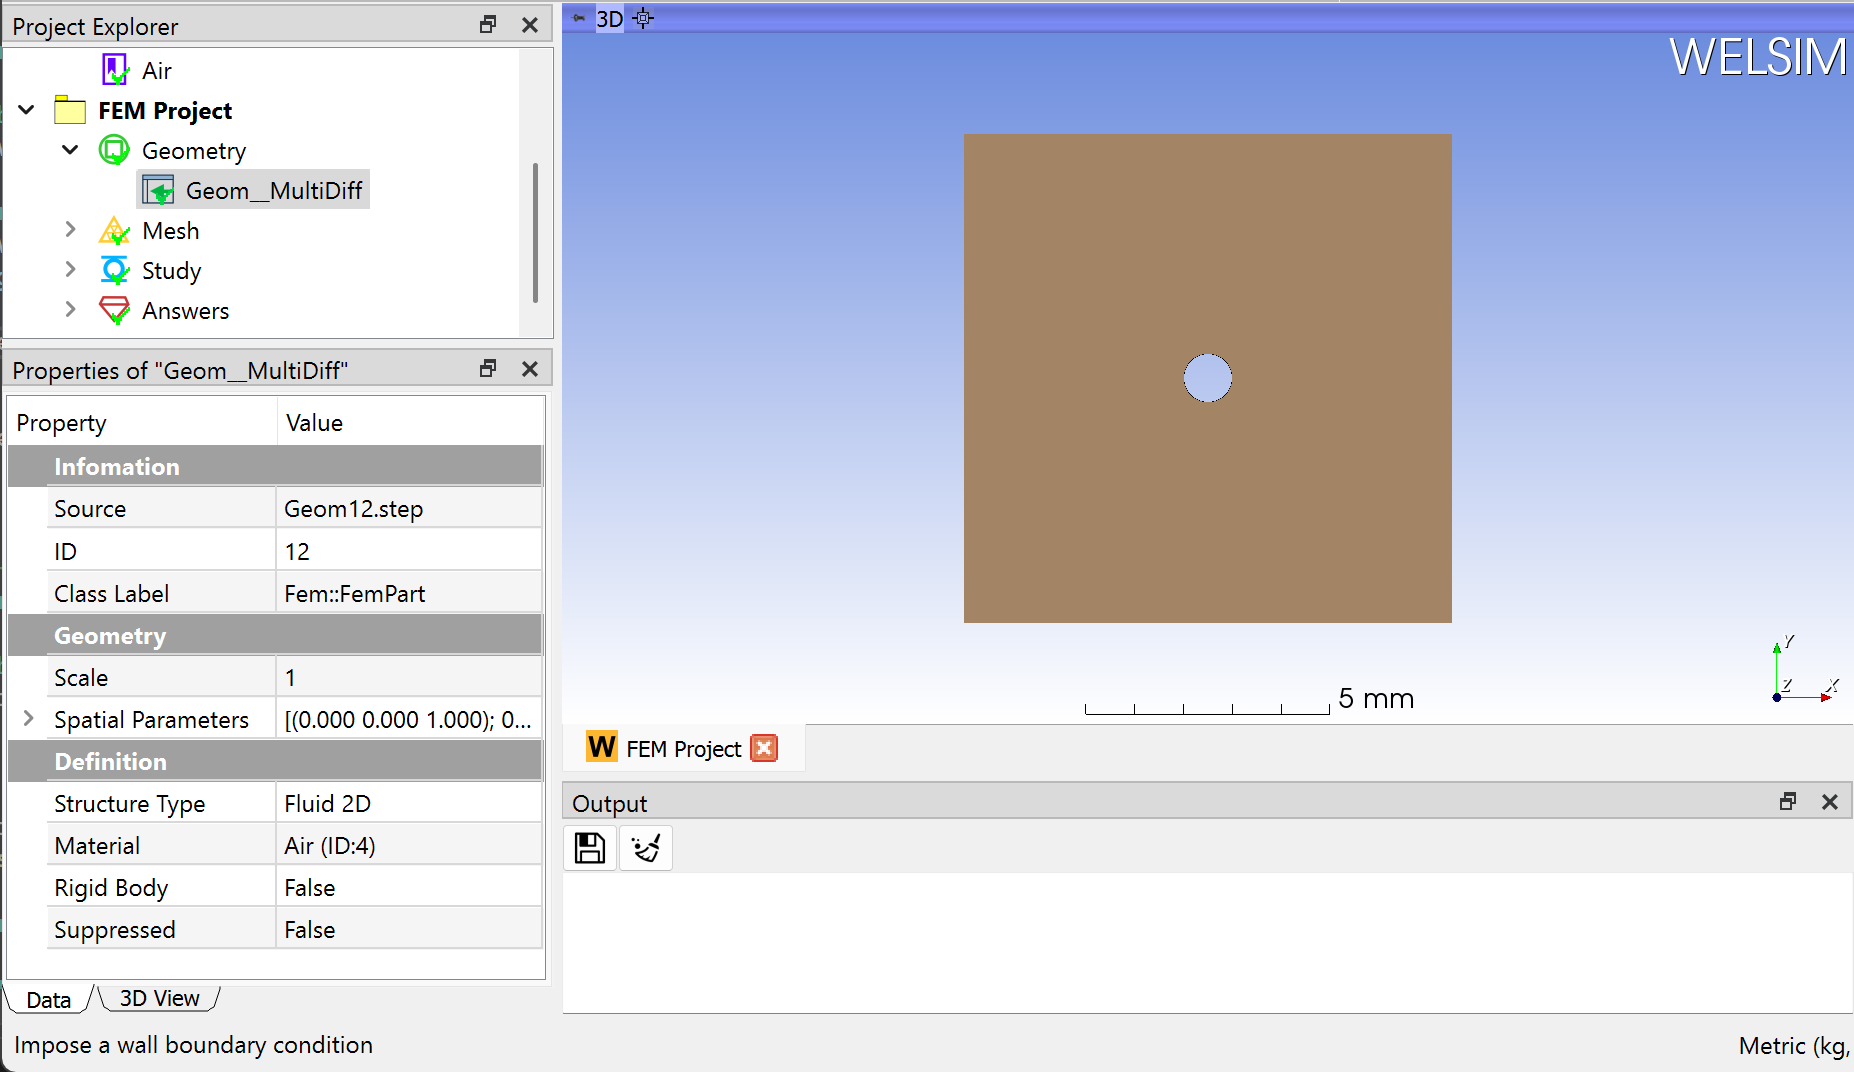 Project Explorer
Air
FEM Project
Geometry
Geom__MultiDiff
Mesh
Study
Answers
Properties of "Geom__MultiDiff"
Property Value
Infomation
Source Geom12.step
ID 12
Class Label Fem::FemPart
Geometry
Scale 1
Spatial Parameters [(0.000 0.000 1.000); 0...
Definition
Structure Type Fluid 2D
Material Air (ID:4)
Rigid Body False
Suppressed False
Data 3D View
Impose a wall boundary condition
3D
WELSIM
5 mm
Y
Z X
W FEM Project
Output
Metric (kg,